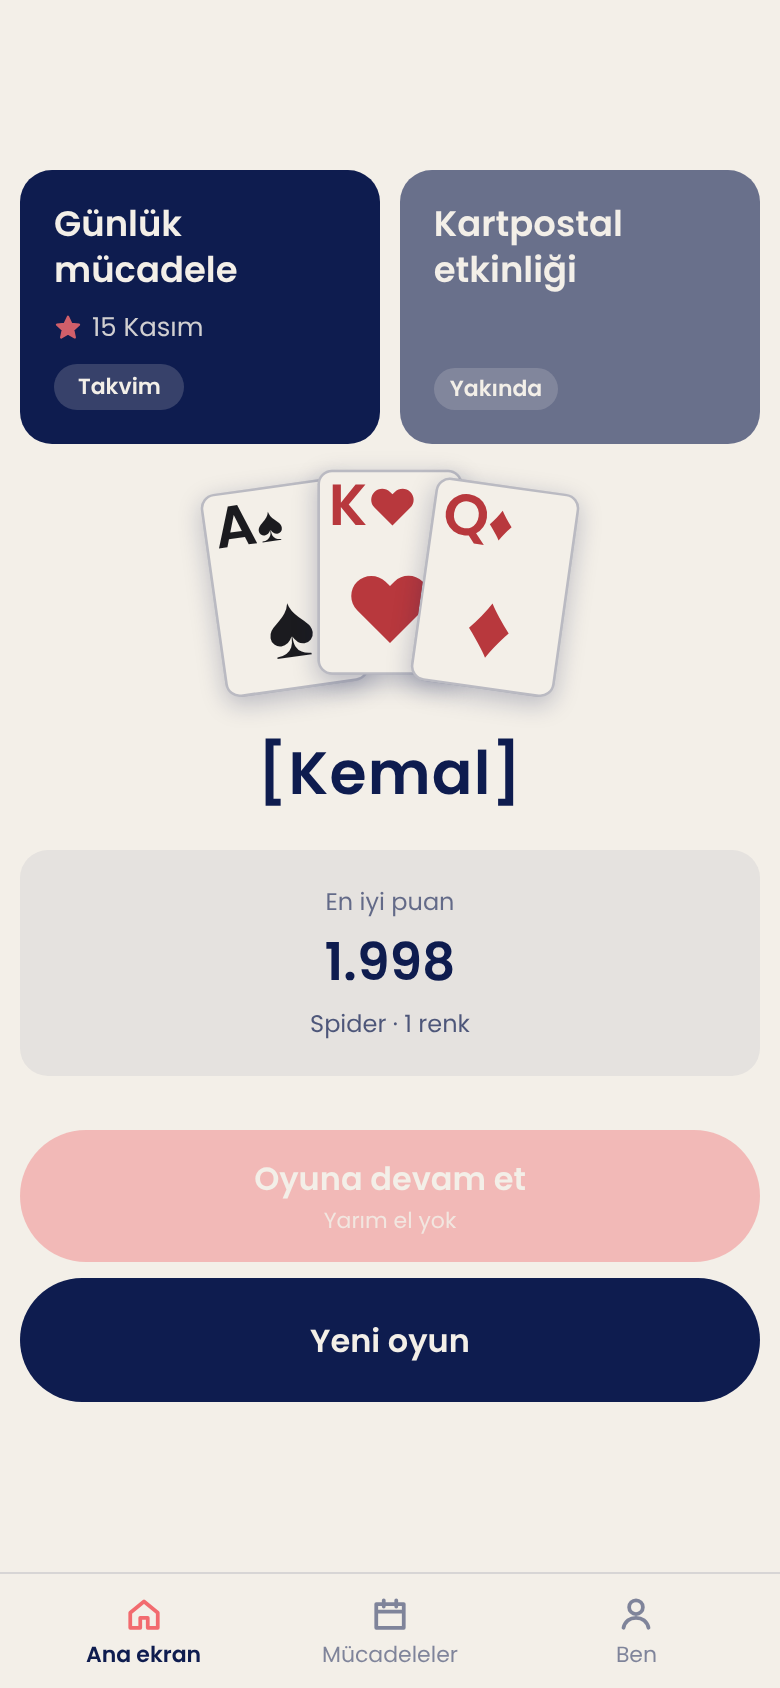 Günlük
mücadele
15 Kasım
Takvim
Kartpostal
etkinliği
Yakında
A♠
K♥
Q♦
[Kemal]
En iyi puan
1.998
Spider · 1 renk
Oyuna devam et
Yarım el yok
Yeni oyun
Ana ekran
Mücadeleler
Ben